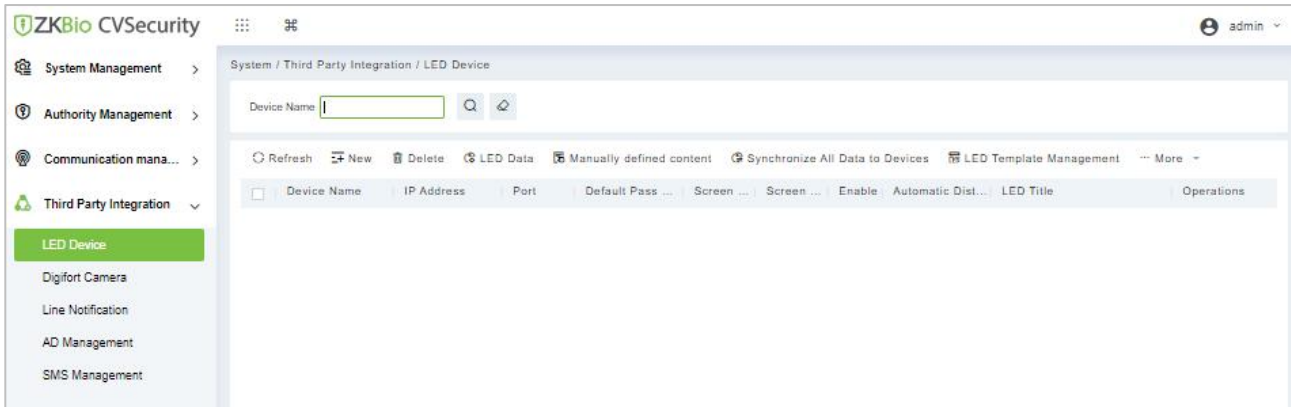 ZKBio CVSecurity
admin
System Management
System / Third Party Integration / LED Device
Authority Management
Device Name
Communication mana...
Refresh New Delete LED Data Manually defined content Synchronize All Data to Devices LED Template Management ··· More
Device Name IP Address Port Default Pass ... Screen ... Screen ... Enable Automatic Dist... LED Title Operations
Third Party Integration
LED Device
Digifort Camera
Line Notification
AD Management
SMS Management